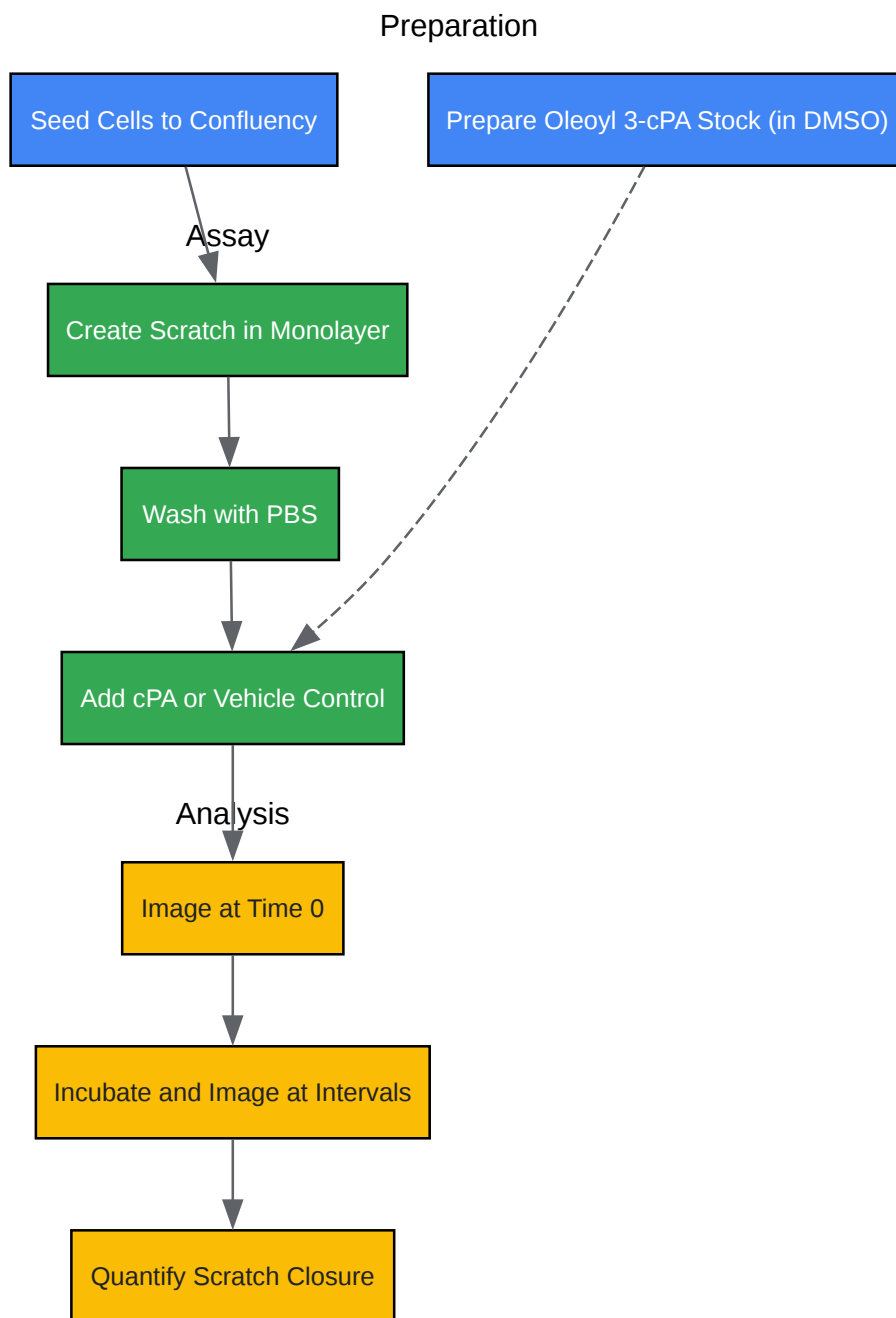 Preparation
Seed Cells to Confluency
Prepare Oleoyl 3-cPA Stock (in DMSO)
Assay
Create Scratch in Monolayer
Wash with PBS
Add cPA or Vehicle Control
Analysis
Image at Time 0
Incubate and Image at Intervals
Quantify Scratch Closure